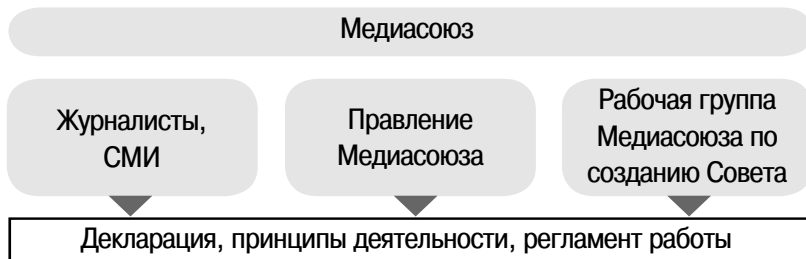 Медиасоюз
Журналисты,
СМИ
Правление
Медиасоюза
Рабочая группа
Медиасоюза по
созданию Совета
Декларация, принципы деятельности, регламент работы